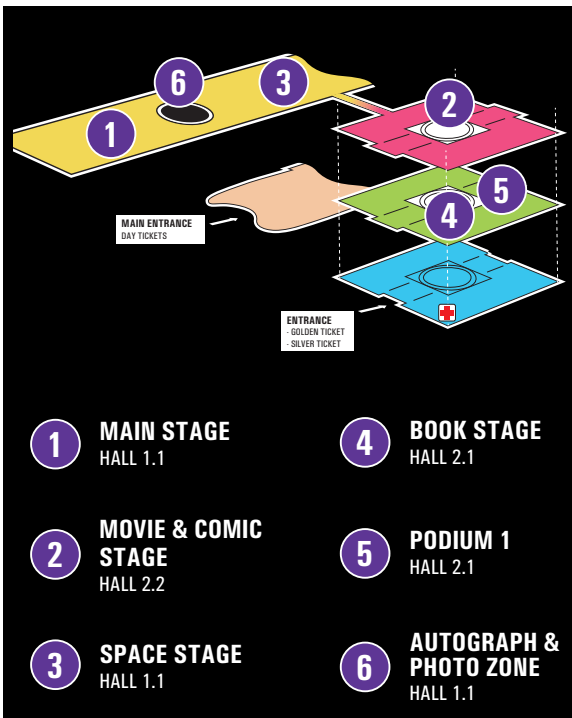 6
3
1
2
5
4
MAIN ENTRANCE
DAY TICKETS
ENTRANCE
- GOLDEN TICKET
- SILVER TICKET
1
MAIN STAGE
HALL 1.1
2
MOVIE & COMIC
STAGE
HALL 2.2
3
SPACE STAGE
HALL 1.1
4
BOOK STAGE
HALL 2.1
5
PODIUM 1
HALL 2.1
6
AUTOGRAPH &
PHOTO ZONE
HALL 1.1